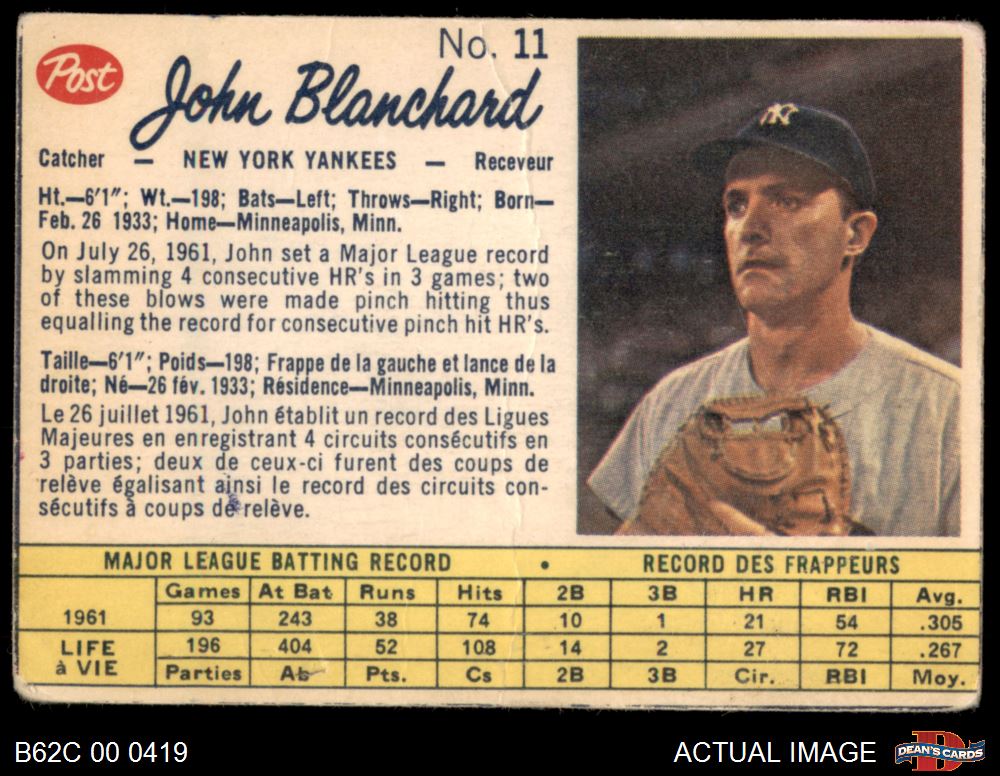 No. 11
Post
John Blanchard
Catcher — NEW YORK YANKEES — Receveur
Ht.—6'1"; Wt.—198; Bats—Left; Throws—Right; Born—
Feb. 26 1933; Home—Minneapolis, Minn.
On July 26, 1961, John set a Major League record
by slamming 4 consecutive HR's in 3 games; two
of these blows were made pinch hitting thus
equalling the record for consecutive pinch hit HR's.
Taille—6'1"; Poids—198; Frappe de la gauche et lance de la
droite; Né—26 fév. 1933; Résidence—Minneapolis, Minn.
Le 26 juillet 1961, John établit un record des Ligues
Majeures en enregistrant 4 circuits consécutifs en
3 parties; deux de ceux-ci furent des coups de
relève égalisant ainsi le record des circuits con-
sécutifs à coups de relève.
NY
MAJOR LEAGUE BATTING RECORD • RECORD DES FRAPPEURS
Games At Bat Runs Hits 2B 3B HR RBI Avg.
1961 93 243 38 74 10 1 21 54 .305
LIFE à VIE 196 404 52 108 14 2 27 72 .267
Parties Ab Pts. Cs 2B 3B Cir. RBI Moy.
B62C 00 0419
ACTUAL IMAGE
D
DEAN'S CARDS